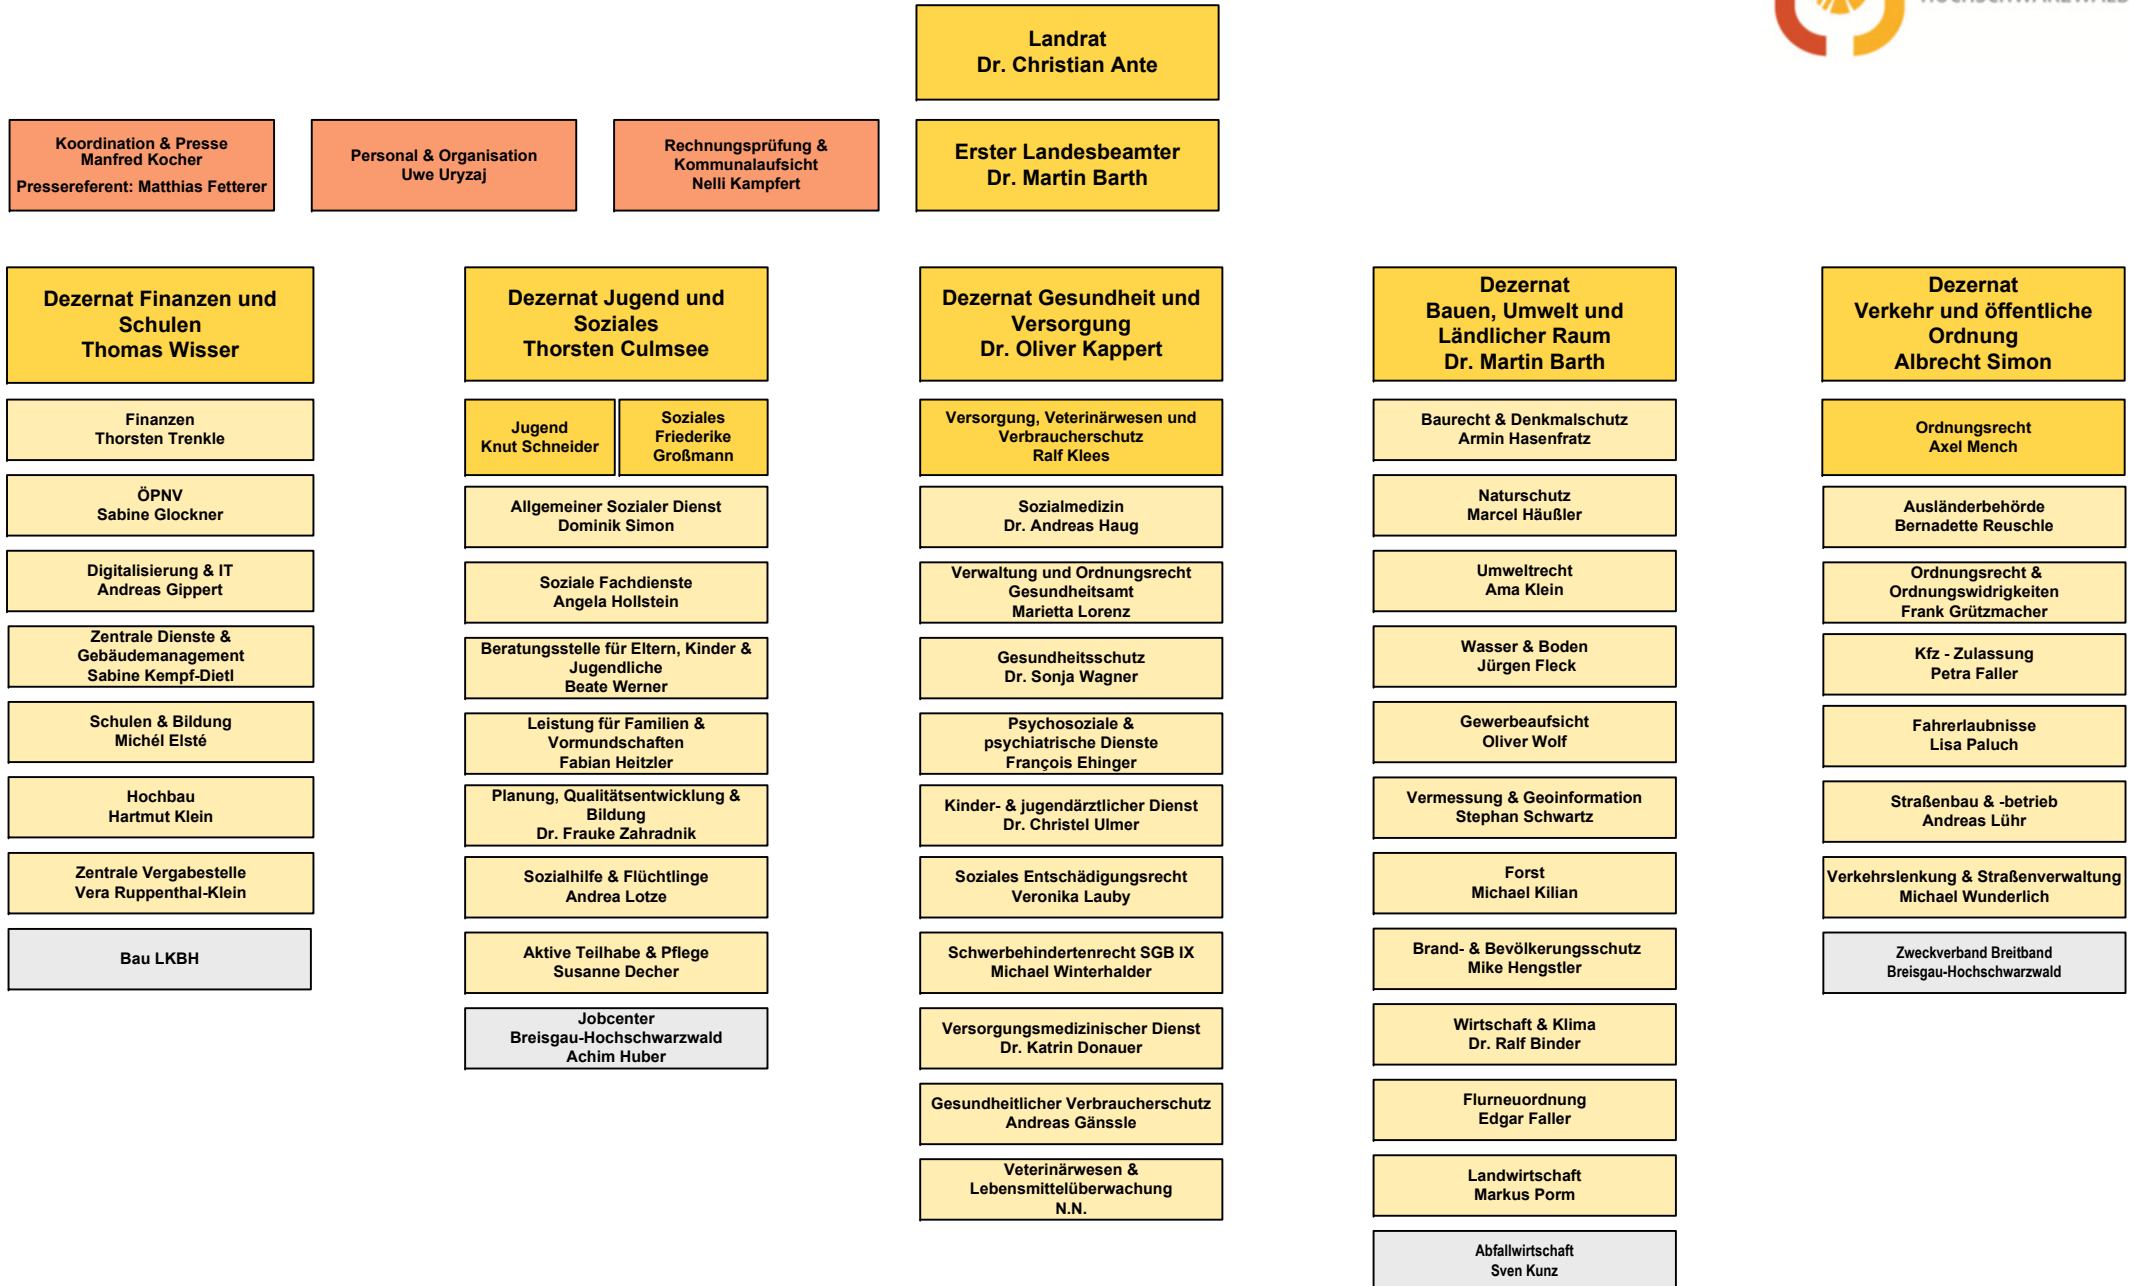 Landrat
Dr. Christian Ante
Koordination & Presse
Manfred Kocher
Pressereferent: Matthias Fetterer
Personal & Organisation
Uwe Uryzaj
Rechnungsprüfung &
Kommunalaufsicht
Nelli Kampfert
Erster Landesbeamter
Dr. Martin Barth
Dezernat Finanzen und
Schulen
Thomas Wisser
Finanzen
Thorsten Trenkle
ÖPNV
Sabine Glockner
Digitalisierung & IT
Andreas Gippert
Zentrale Dienste &
Gebäudemanagement
Sabine Kempf-Dietl
Schulen & Bildung
Michél Elsté
Hochbau
Hartmut Klein
Zentrale Vergabestelle
Vera Ruppenthal-Klein
Bau LKBH
Dezernat Jugend und
Soziales
Thorsten Culmsee
Jugend
Knut Schneider
Soziales
Friederike
Großmann
Allgemeiner Sozialer Dienst
Dominik Simon
Soziale Fachdienste
Angela Hollstein
Beratungsstelle für Eltern, Kinder &
Jugendliche
Beate Werner
Leistung für Familien &
Vormundschaften
Fabian Heitzler
Planung, Qualitätsentwicklung &
Bildung
Dr. Frauke Zahradnik
Sozialhilfe & Flüchtlinge
Andrea Lotze
Aktive Teilhabe & Pflege
Susanne Decher
Jobcenter
Breisgau-Hochschwarzwald
Achim Huber
Dezernat Gesundheit und
Versorgung
Dr. Oliver Kappert
Versorgung, Veterinärwesen und
Verbraucherschutz
Ralf Klees
Sozialmedizin
Dr. Andreas Haug
Verwaltung und Ordnungsrecht
Gesundheitsamt
Marietta Lorenz
Gesundheitsschutz
Dr. Sonja Wagner
Psychosoziale &
psychiatrische Dienste
François Ehinger
Kinder- & jugendärztlicher Dienst
Dr. Christel Ulmer
Soziales Entschädigungsrecht
Veronika Lauby
Schwerbehindertenrecht SGB IX
Michael Winterhalder
Versorgungsmedizinischer Dienst
Dr. Katrin Donauer
Gesundheitlicher Verbraucherschutz
Andreas Gänssle
Veterinärwesen &
Lebensmittelüberwachung
N.N.
Dezernat
Bauen, Umwelt und
Ländlicher Raum
Dr. Martin Barth
Baurecht & Denkmalschutz
Armin Hasenfratz
Naturschutz
Marcel Häußler
Umweltrecht
Ama Klein
Wasser & Boden
Jürgen Fleck
Gewerbeaufsicht
Oliver Wolf
Vermessung & Geoinformation
Stephan Schwartz
Forst
Michael Kilian
Brand- & Bevölkerungsschutz
Mike Hengstler
Wirtschaft & Klima
Dr. Ralf Binder
Flurneuordnung
Edgar Faller
Landwirtschaft
Markus Porm
Abfallwirtschaft
Sven Kunz
Dezernat
Verkehr und öffentliche
Ordnung
Albrecht Simon
Ordnungsrecht
Axel Mench
Ausländerbehörde
Bernadette Reuschle
Ordnungsrecht &
Ordnungswidrigkeiten
Frank Grützmacher
Kfz - Zulassung
Petra Faller
Fahrerlaubnisse
Lisa Paluch
Straßenbau & -betrieb
Andreas Lühr
Verkehrslenkung & Straßenverwaltung
Michael Wunderlich
Zweckverband Breitband
Breisgau-Hochschwarzwald